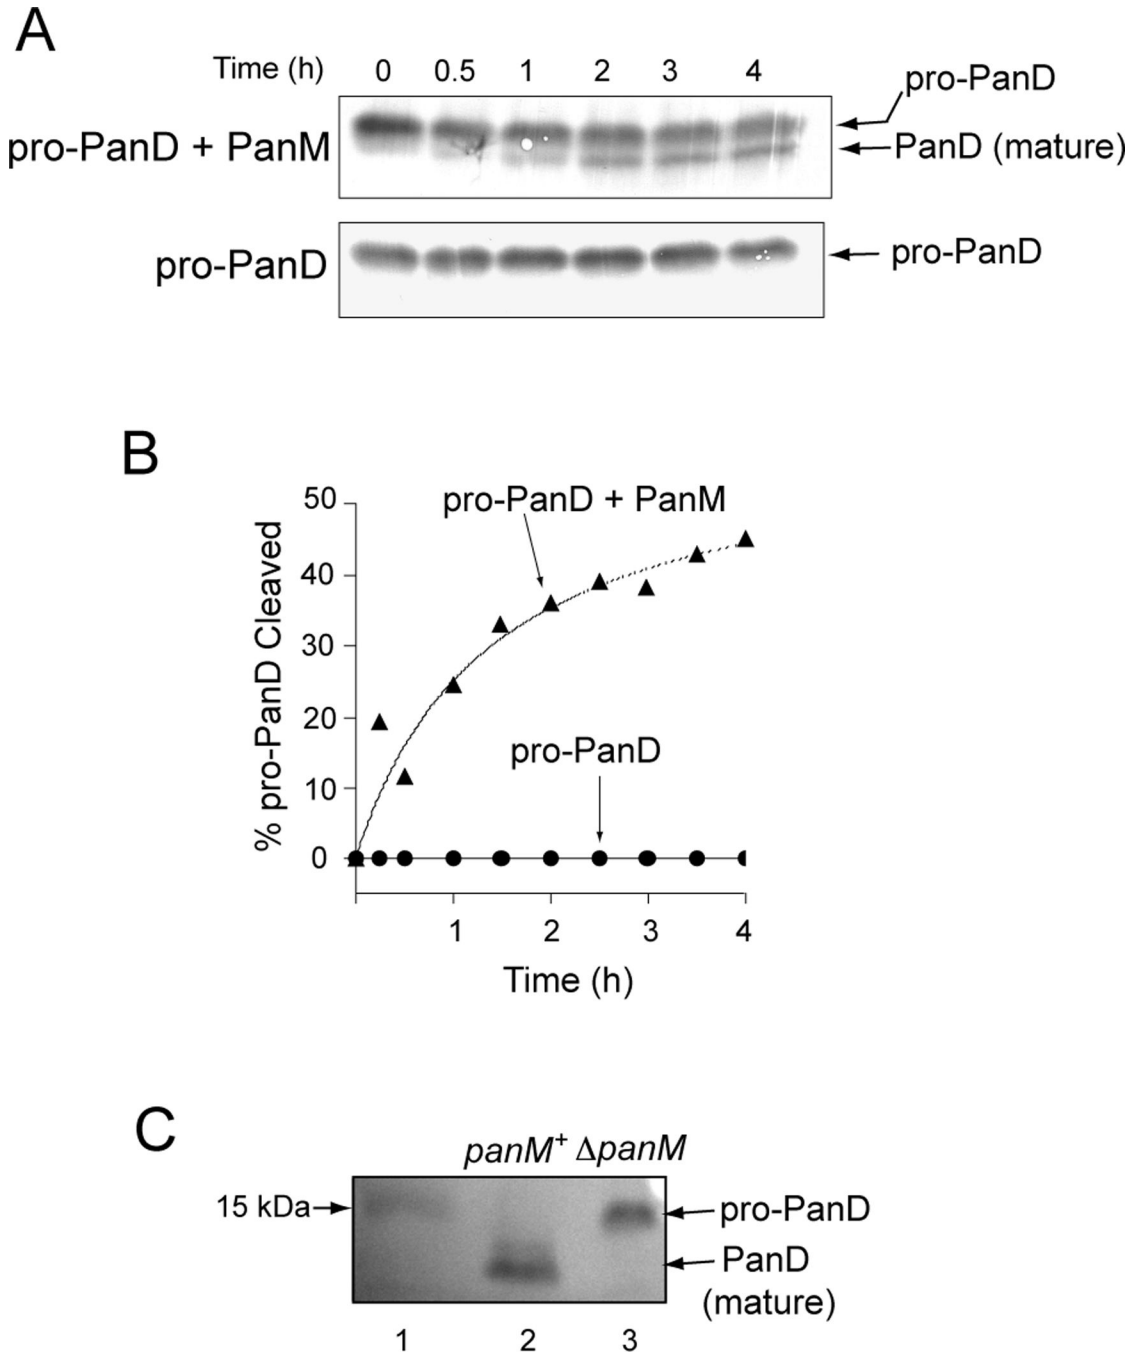 A
Time (h) 0 0.5 1 2 3 4
pro-PanD
pro-PanD + PanM
PanD (mature)
pro-PanD
pro-PanD
B
pro-PanD + PanM
% pro-PanD Cleaved
50
40
30
20
10
0
pro-PanD
1 2 3 4
Time (h)
C
panM+ ΔpanM
15 kDa
pro-PanD
PanD
(mature)
1 2 3